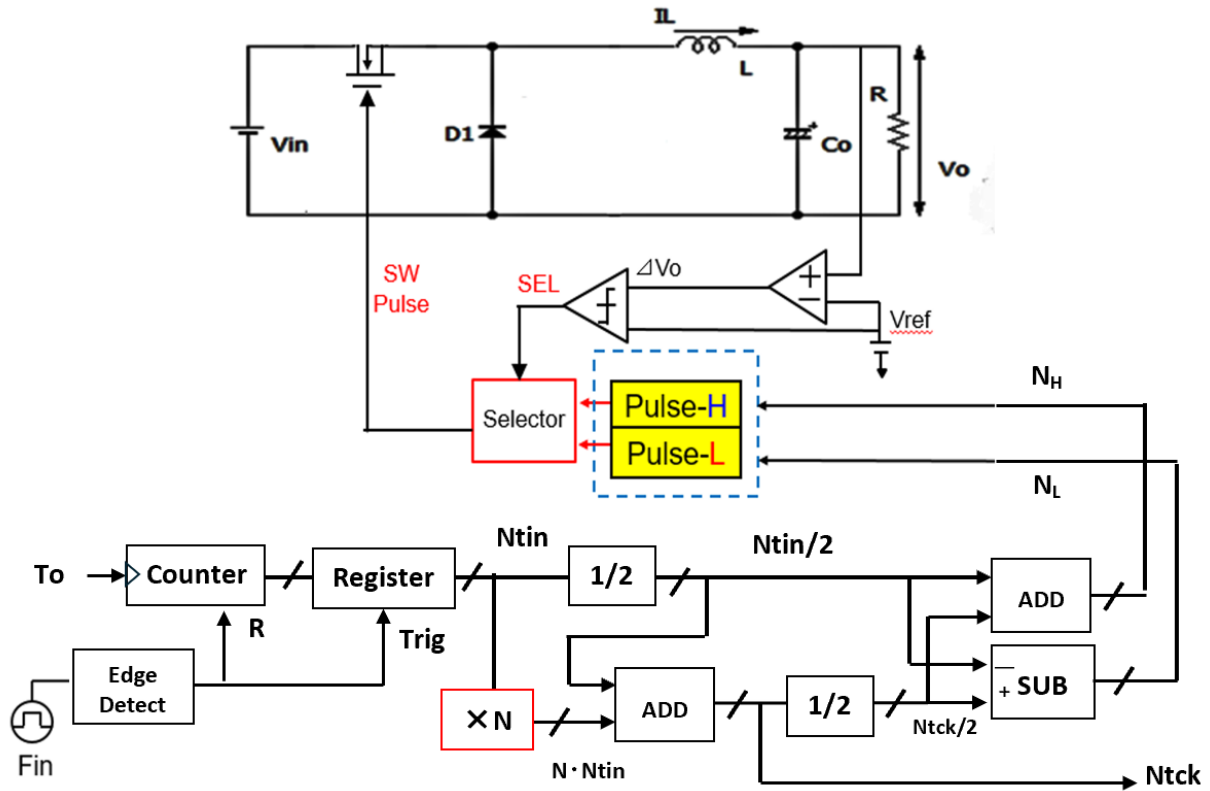 IL
L
R
Vin
D1
Co
Vo
SW
Pulse
SEL
⊿Vo
+
−
Vref
Selector
Pulse-H
Pulse-L
NH
NL
Ntin
Ntin/2
To
Counter
Register
1/2
ADD
R
Trig
Edge
Detect
×N
ADD
1/2
−
+ SUB
Ntck/2
Fin
N・Ntin
Ntck